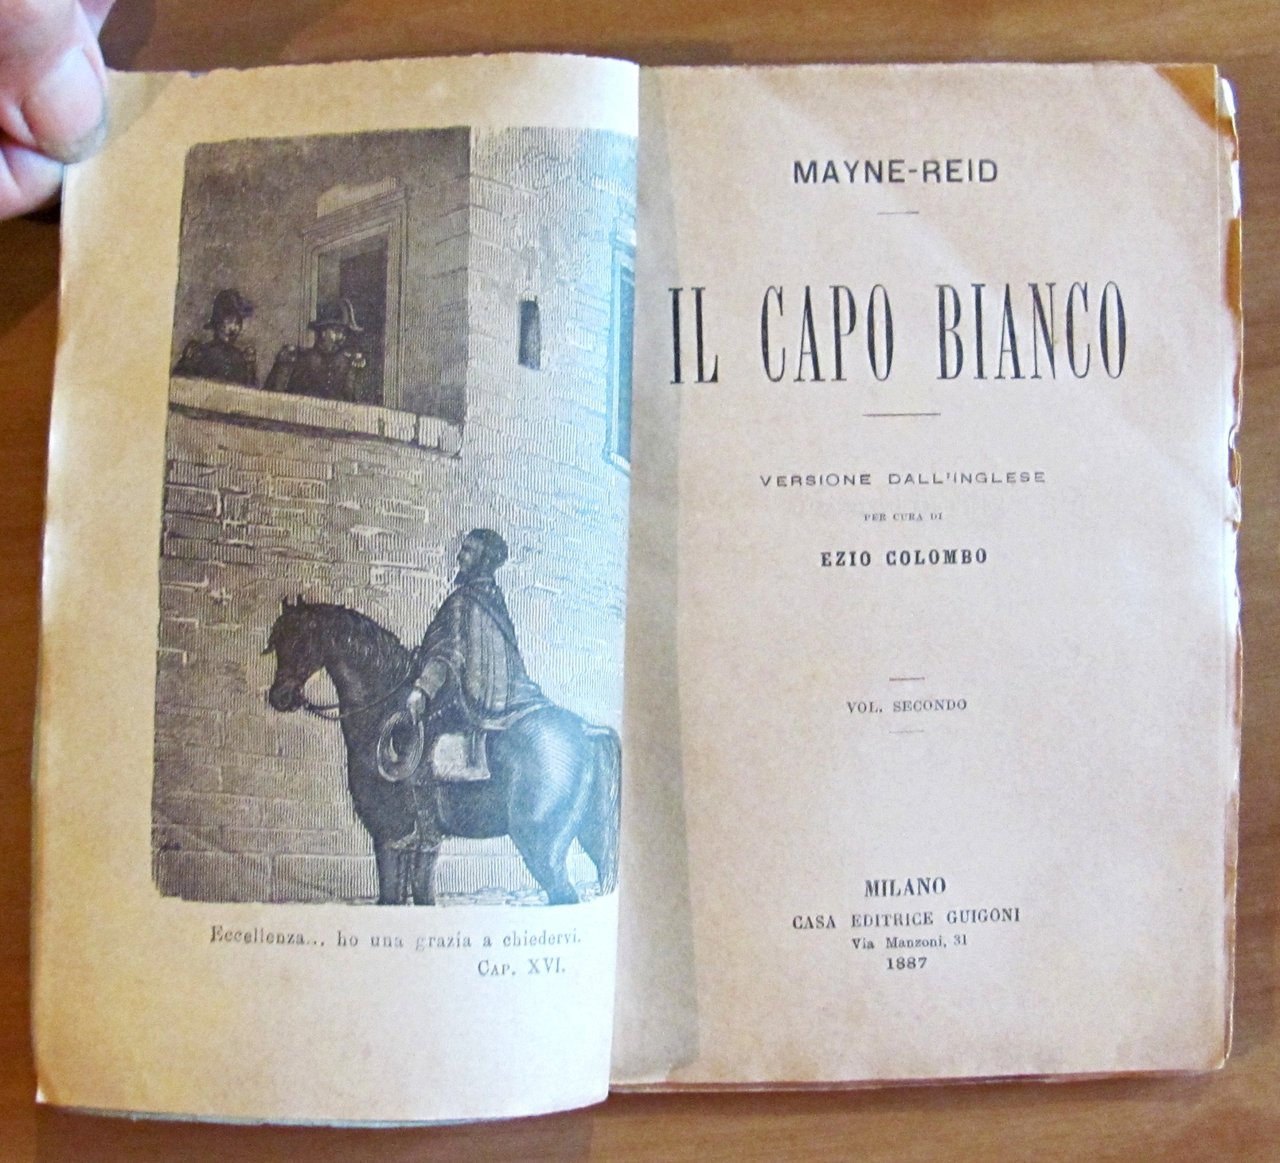 Eccellenza... ho una grazia a chiedervi.
CAP. XVI.
MAYNE-REID
IL CAPO BIANCO
VERSIONE DALL'INGLESE
PER CURA DI
EZIO COLOMBO
VOL. SECONDO
MILANO
CASA EDITRICE GUIGONI
Via Manzoni, 31
1887